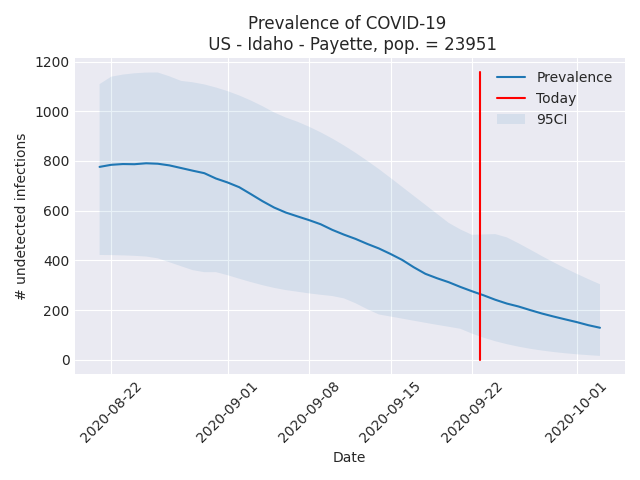 Prevalence of COVID-19
US - Idaho - Payette, pop. = 23951
1200
1000
800
600
400
200
0
# undetected infections
Prevalence
Today
95CI
2020-08-22
2020-09-01
2020-09-08
2020-09-15
2020-09-22
2020-10-01
Date